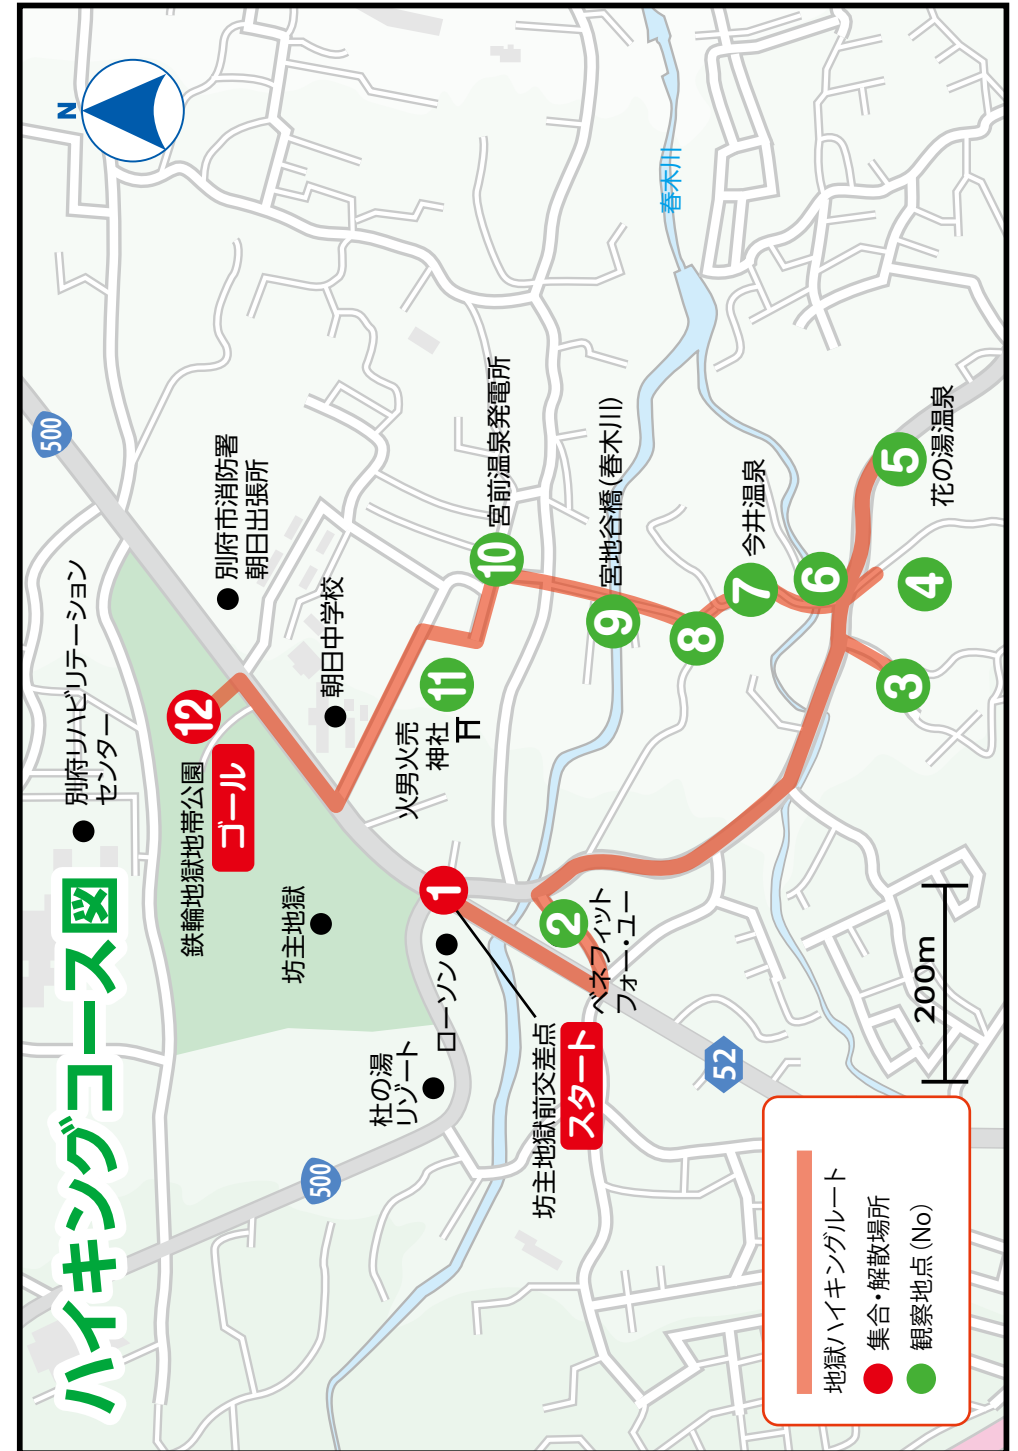 ハイキングコース図
N
500
別府リハビリテーション
センター
別府市消防署
朝日出張所
12
鉄輪地獄地帯公園
ゴール
朝日中学校
坊主地獄
火男火売
神社
11
宮前温泉発電所
10
春木川
1
ローソン
杜の湯
リゾート
500
坊主地獄前交差点
スタート
2
ベネフィット
フォー・ユー
宮地谷橋(春木川)
9
8
今井温泉
7
6
5
花の湯温泉
4
3
52
200m
地獄ハイキングルート
集合・解散場所
観察地点(No)